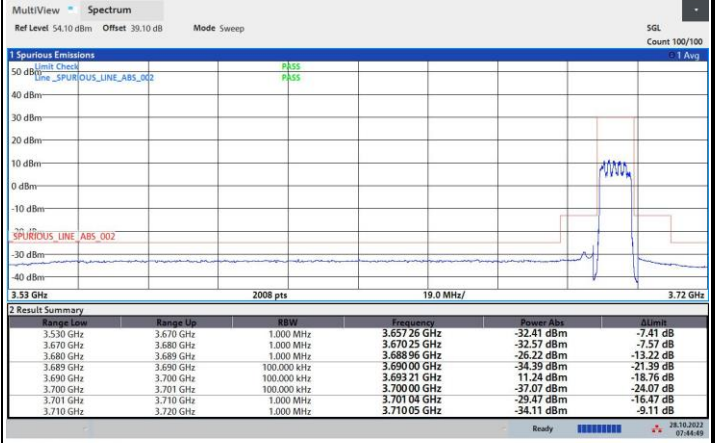 MultiView Spectrum
Ref Level 54.10 dBm Offset 39.10 dB Mode Sweep SGL
Count 100/100
1 Spurious Emissions 1 Avg
Limit Check PASS
50 dBm
Line _SPURIOUS_LINE_ABS_002 PASS
40 dBm
30 dBm
20 dBm
10 dBm
0 dBm
-10 dBm
_SPURIOUS_LINE_ABS_002
-30 dBm
-40 dBm
3.53 GHz 2008 pts 19.0 MHz/ 3.72 GHz
2 Result Summary
Range Low Range Up RBW Frequency Power Abs ΔLimit
3.530 GHz 3.670 GHz 1.000 MHz 3.657 26 GHz -32.41 dBm -7.41 dB
3.670 GHz 3.680 GHz 1.000 MHz 3.670 25 GHz -32.57 dBm -7.57 dB
3.680 GHz 3.689 GHz 1.000 MHz 3.688 96 GHz -26.22 dBm -13.22 dB
3.689 GHz 3.690 GHz 100.000 kHz 3.690 00 GHz -34.39 dBm -21.39 dB
3.690 GHz 3.700 GHz 100.000 kHz 3.693 21 GHz 11.24 dBm -18.76 dB
3.700 GHz 3.701 GHz 100.000 kHz 3.700 00 GHz -37.07 dBm -24.07 dB
3.701 GHz 3.710 GHz 1.000 MHz 3.701 04 GHz -29.47 dBm -16.47 dB
3.710 GHz 3.720 GHz 1.000 MHz 3.710 05 GHz -34.11 dBm -9.11 dB
Ready 28.10.2022
07:44:49